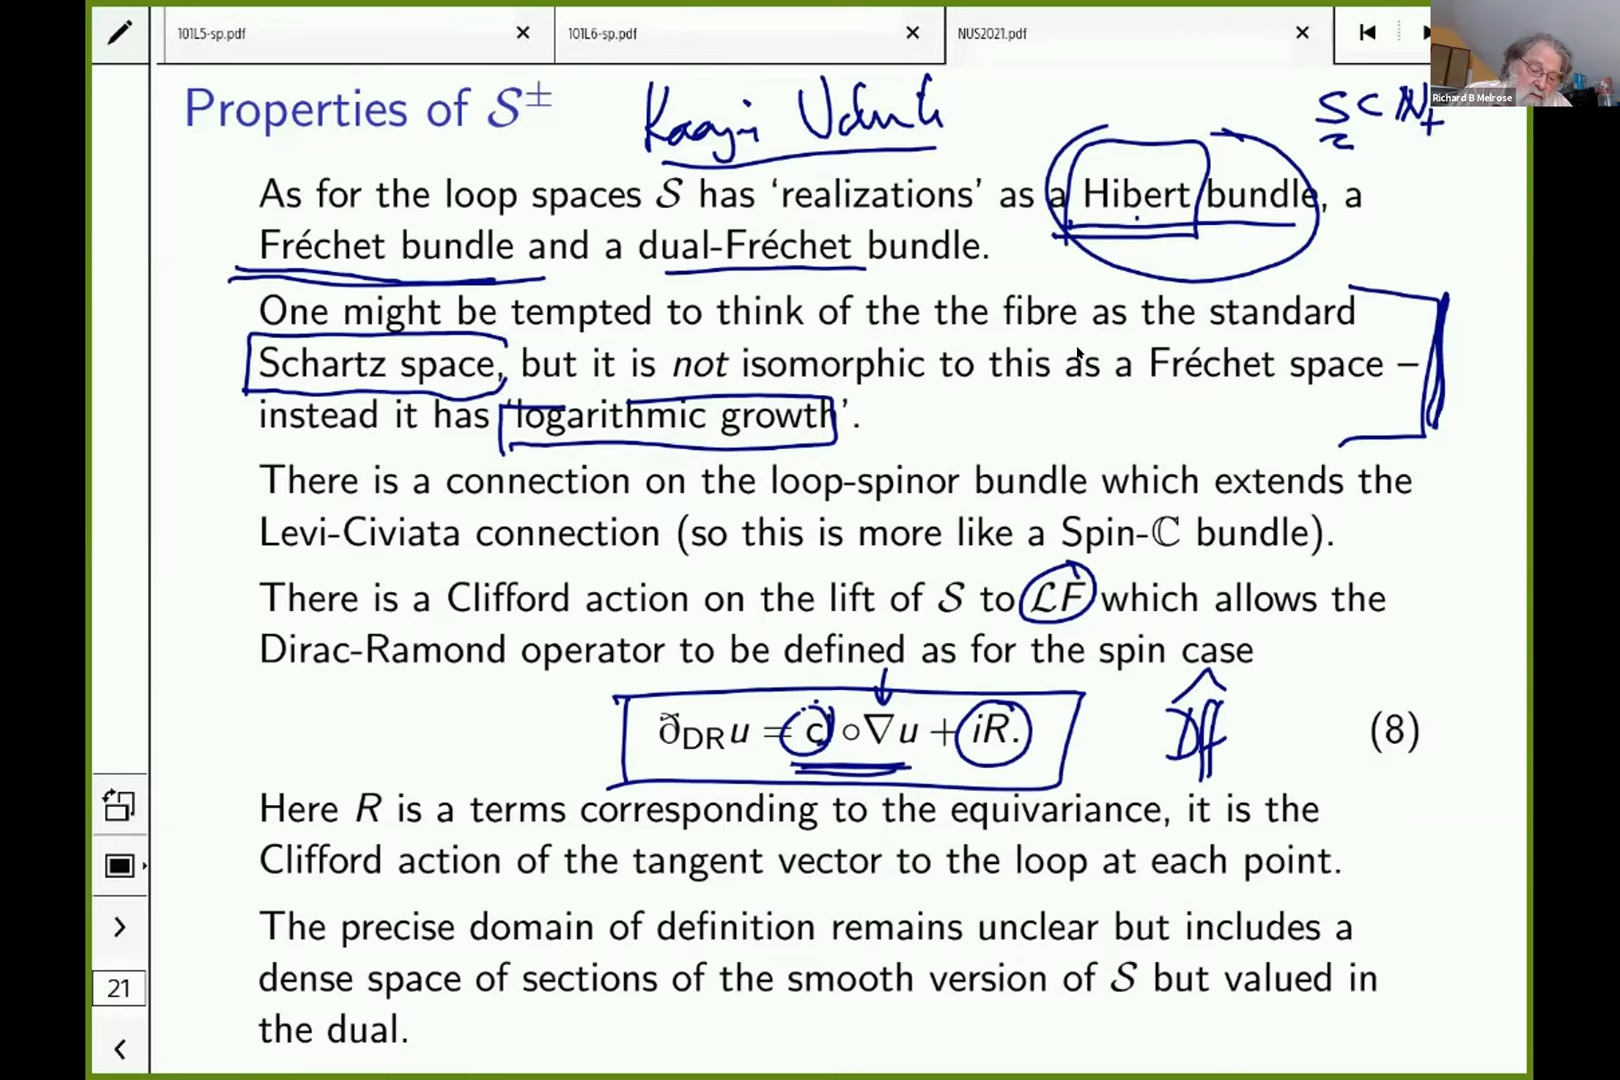 101L5-sp.pdf
101L6-sp.pdf
NUS2021.pdf
Richard B Melrose
Properties of 𝒮±
S ⊂ ℕ₊
As for the loop spaces 𝒮 has ‘realizations’ as a Hibert bundle, a
Fréchet bundle and a dual-Fréchet bundle.
One might be tempted to think of the the fibre as the standard
Schartz space, but it is not isomorphic to this as a Fréchet space –
instead it has ‘logarithmic growth’.
There is a connection on the loop-spinor bundle which extends the
Levi-Civiata connection (so this is more like a Spin-ℂ bundle).
There is a Clifford action on the lift of 𝒮 to ℒF which allows the
Dirac-Ramond operator to be defined as for the spin case
ðDRu = c ∘ ∇u + iR. (8)
Dff
Here R is a terms corresponding to the equivariance, it is the
Clifford action of the tangent vector to the loop at each point.
The precise domain of definition remains unclear but includes a
21
dense space of sections of the smooth version of 𝒮 but valued in
the dual.